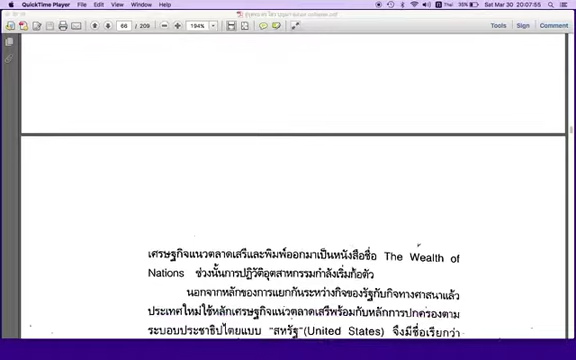 QuickTime Player File Edit View Window Help
Thai 35% Sat Mar 30 20:07:55
68 / 209 194% Tools Sign Comment
เศรษฐกิจแนวตลาดเสรีและพิมพ์ออกมาเป็นหนังสือชื่อ The Wealth of
Nations ช่วงนั้นการปฏิวัติอุตสาหกรรมกำลังเริ่มก้อตัว
นอกจากหลักของการแยกกันระหว่างกิจของรัฐกับกิจทางศาสนาแล้ว
ประเทศใหม่ใช้หลักเศรษฐกิจแนวตลาดเสรีพร้อมกับหลักการปกครองตาม
ระบอบประชาธิปไตยแบบ "สหรัฐ"(United States) จึงมีชื่อเรียกว่า